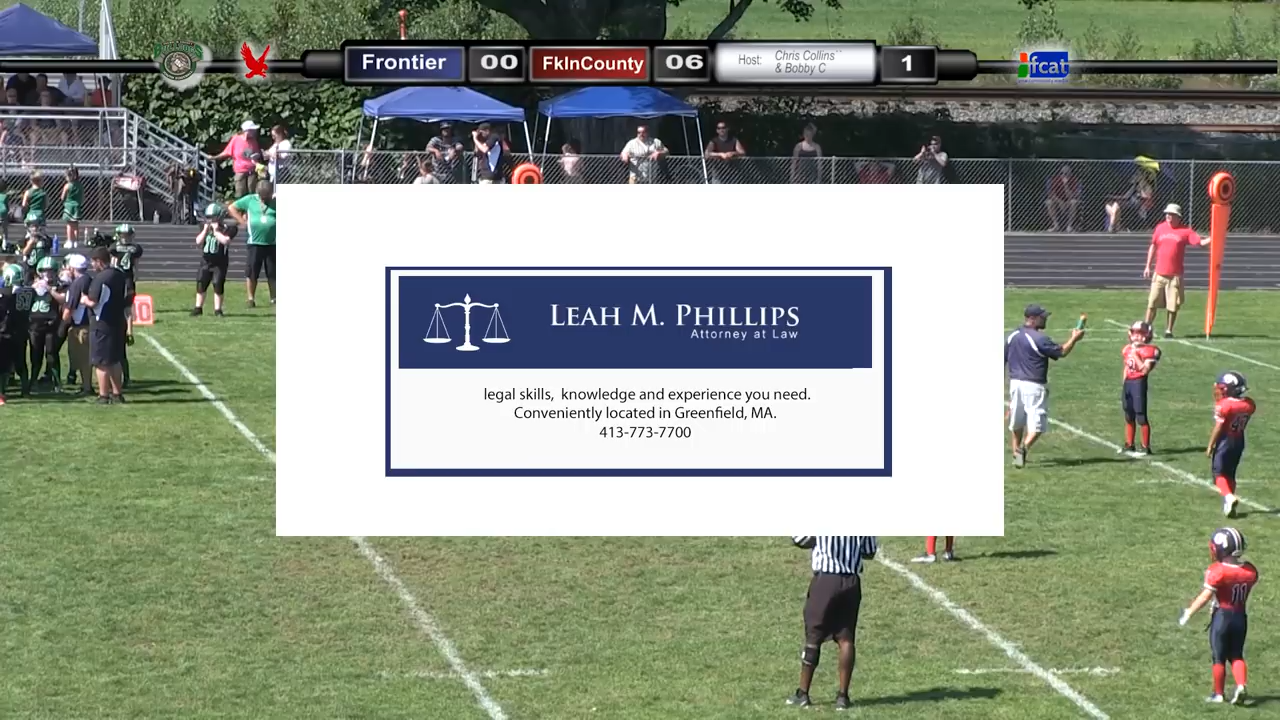 Frontier 00 FklnCounty 06 Host: Chris Collins``
& Bobby C 1
fcat
LEAH M. PHILLIPS
Attorney at Law
legal skills, knowledge and experience you need.
Conveniently located in Greenfield, MA.
413-773-7700
11